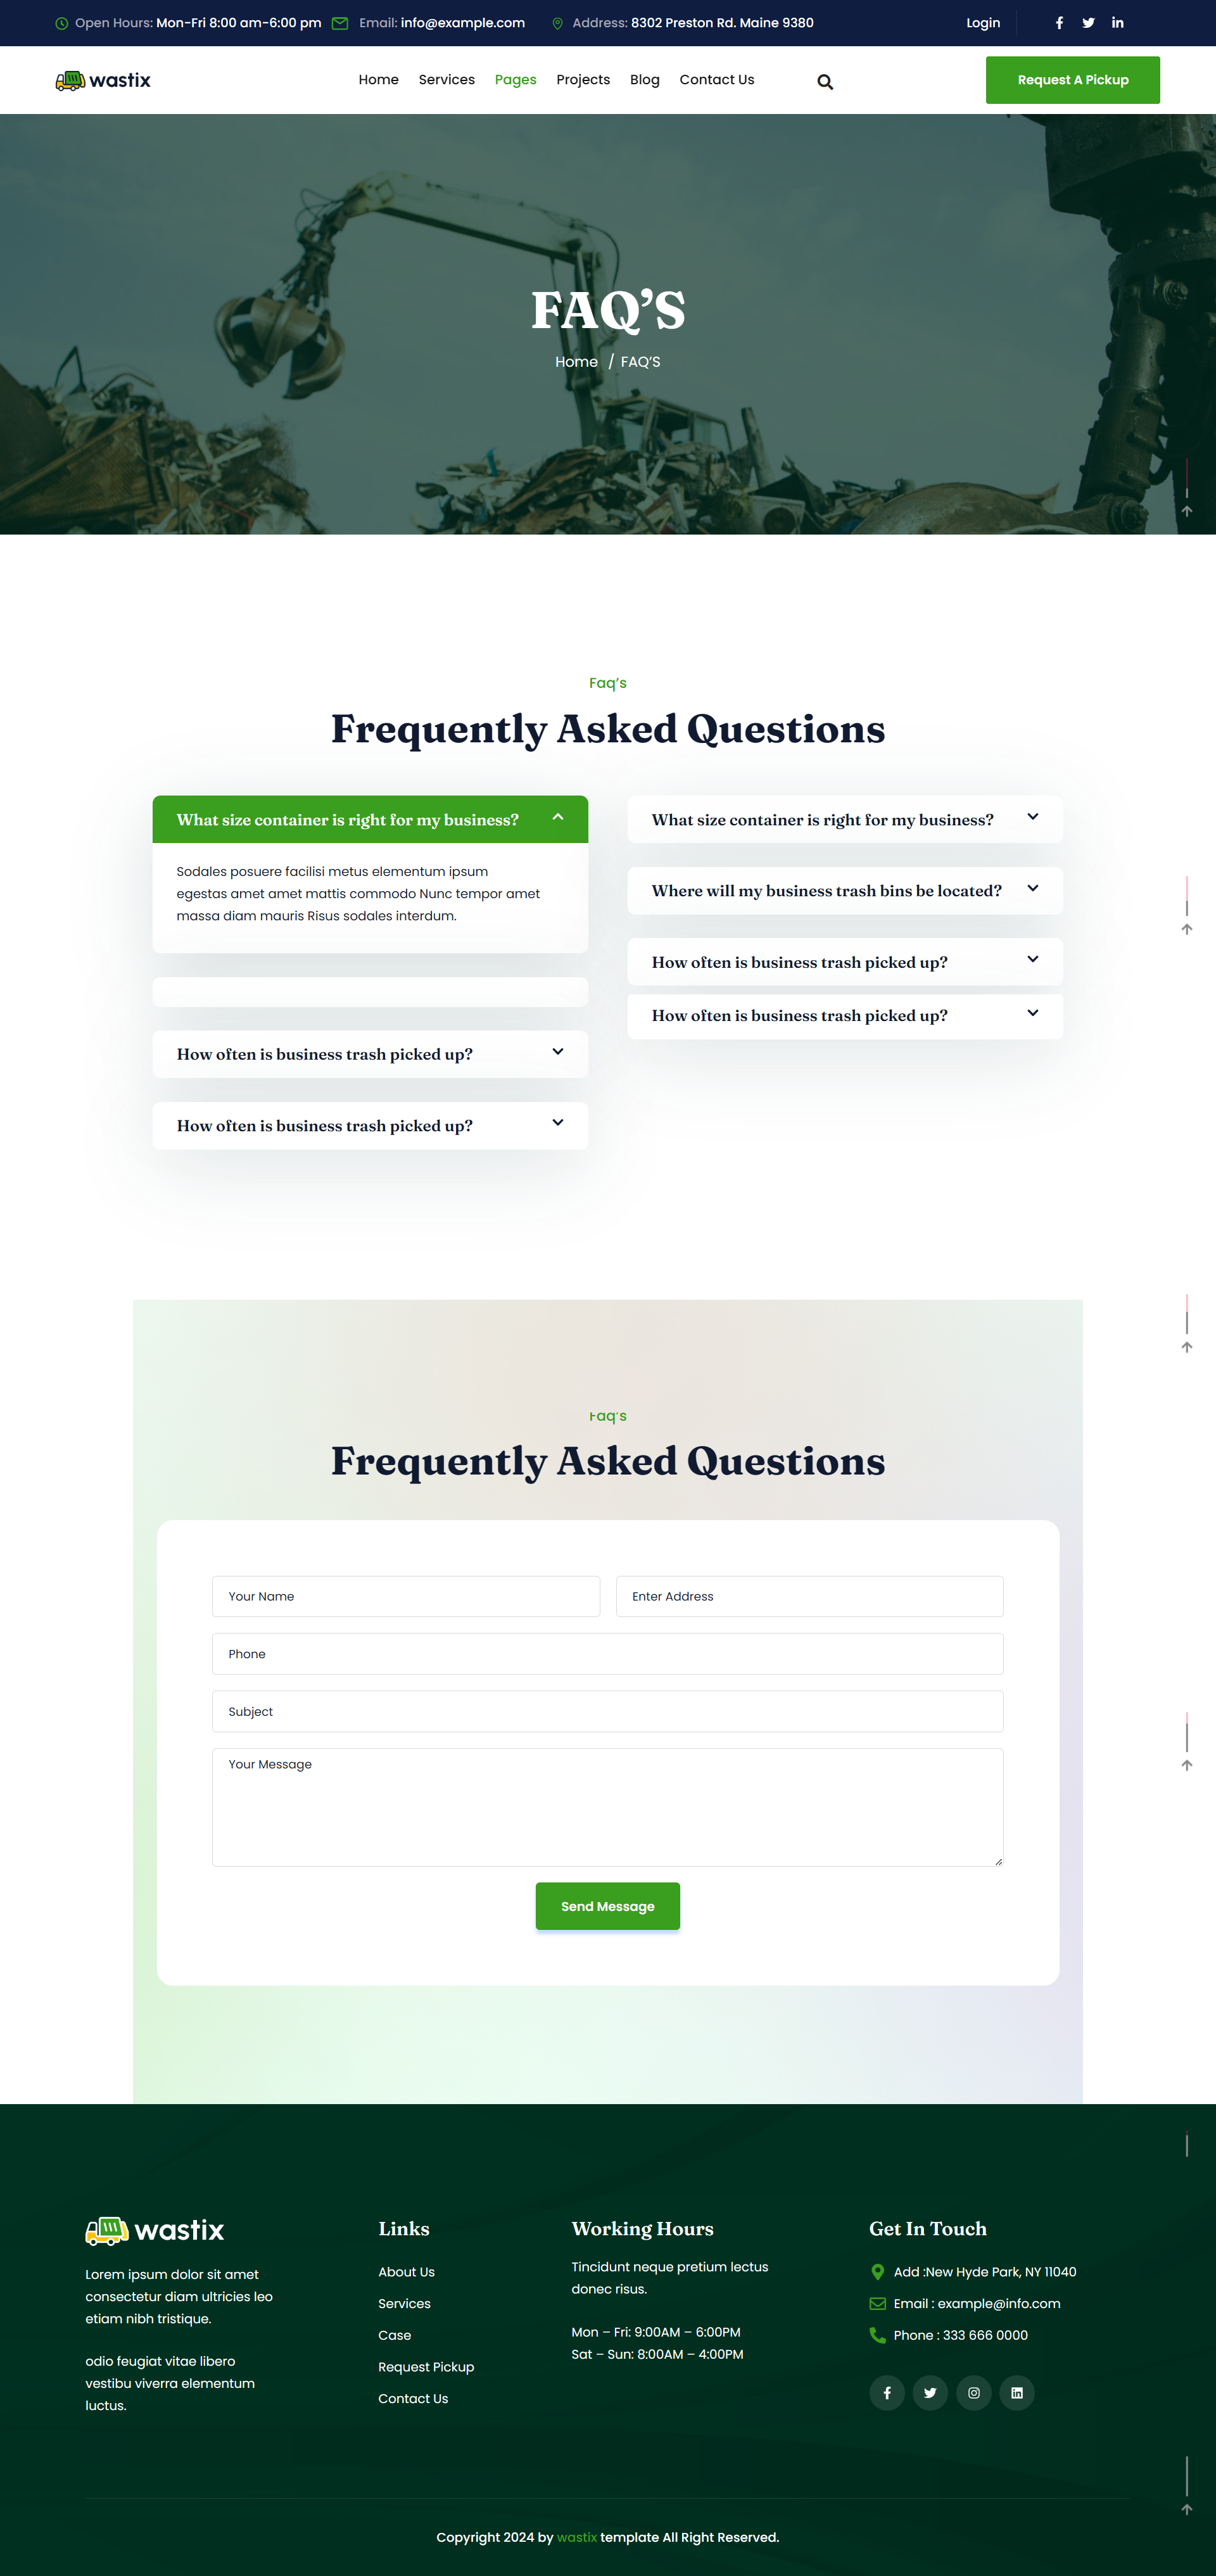 Open Hours: Mon-Fri 8:00 am-6:00 pm Email: info@example.com Address: 8302 Preston Rd. Maine 9380 Login
wastix Home Services Pages Projects Blog Contact Us Request A Pickup
FAQ’S
Home / FAQ’S
Faq’s
Frequently Asked Questions
What size container is right for my business?
Sodales posuere facilisi metus elementum ipsum
egestas amet amet mattis commodo Nunc tempor amet
massa diam mauris Risus sodales interdum.
How often is business trash picked up?
How often is business trash picked up?
What size container is right for my business?
Where will my business trash bins be located?
How often is business trash picked up?
How often is business trash picked up?
Faq’s
Frequently Asked Questions
Your Name Enter Address
Phone
Subject
Your Message
Send Message
wastix
Lorem ipsum dolor sit amet
consectetur diam ultricies leo
etiam nibh tristique.
odio feugiat vitae libero
vestibu viverra elementum
luctus.
Links
About Us
Services
Case
Request Pickup
Contact Us
Working Hours
Tincidunt neque pretium lectus
donec risus.
Mon – Fri: 9:00AM – 6:00PM
Sat – Sun: 8:00AM – 4:00PM
Get In Touch
Add :New Hyde Park, NY 11040
Email : example@info.com
Phone : 333 666 0000
Copyright 2024 by wastix template All Right Reserved.